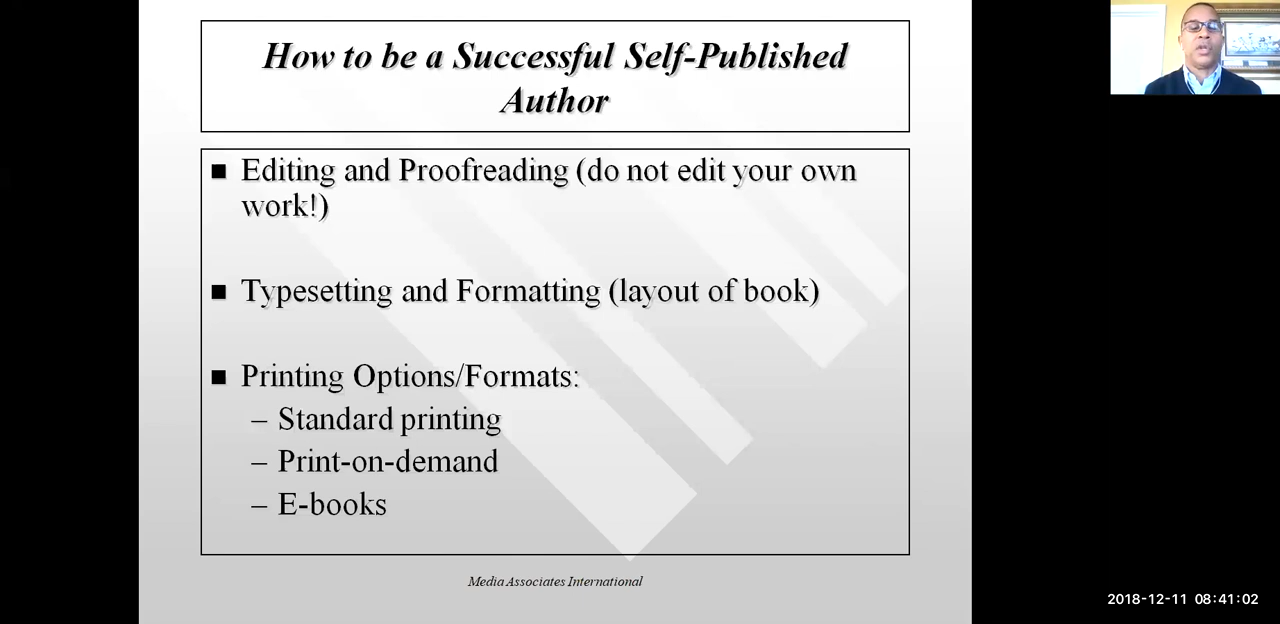 How to be a Successful Self-Published
Author
■ Editing and Proofreading (do not edit your own
work!)
■ Typesetting and Formatting (layout of book)
■ Printing Options/Formats:
– Standard printing
– Print-on-demand
– E-books
Media Associates International
2018-12-11 08:41:02